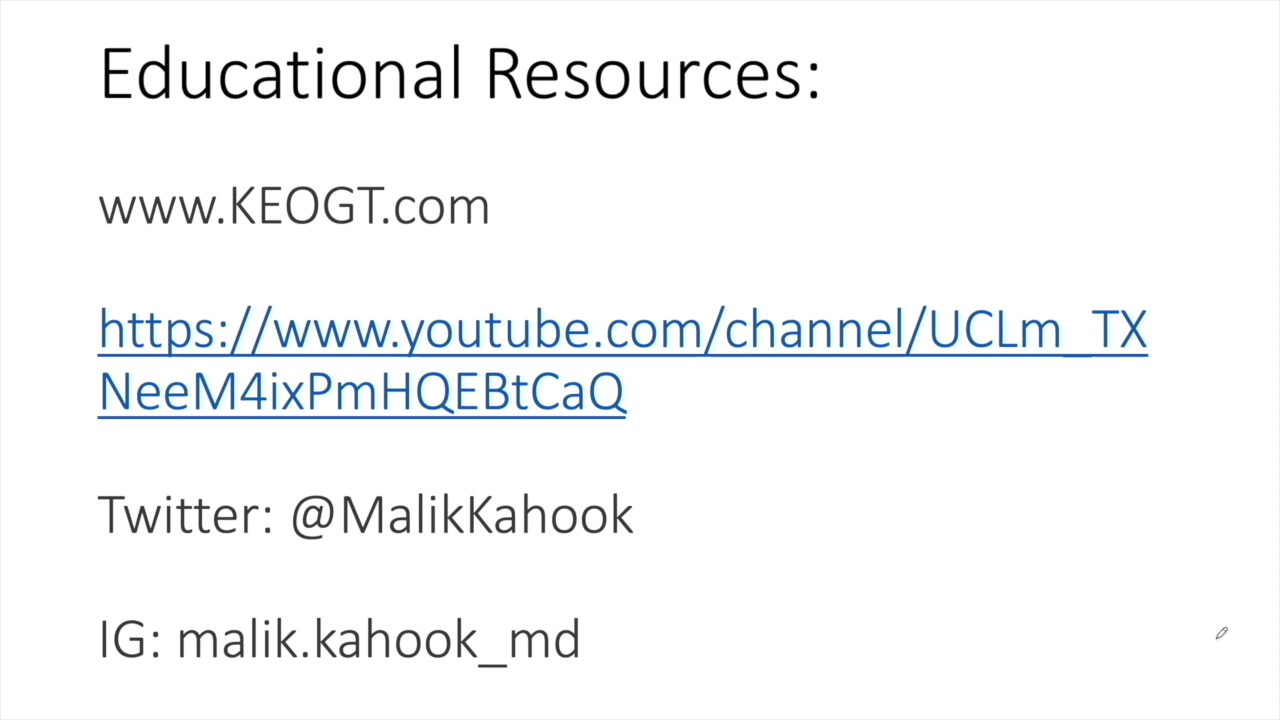 Educational Resources:
www.KEOGT.com
https://www.youtube.com/channel/UCLm_TX
NeeM4ixPmHQEBtCaQ
Twitter: @MalikKahook
IG: malik.kahook_md